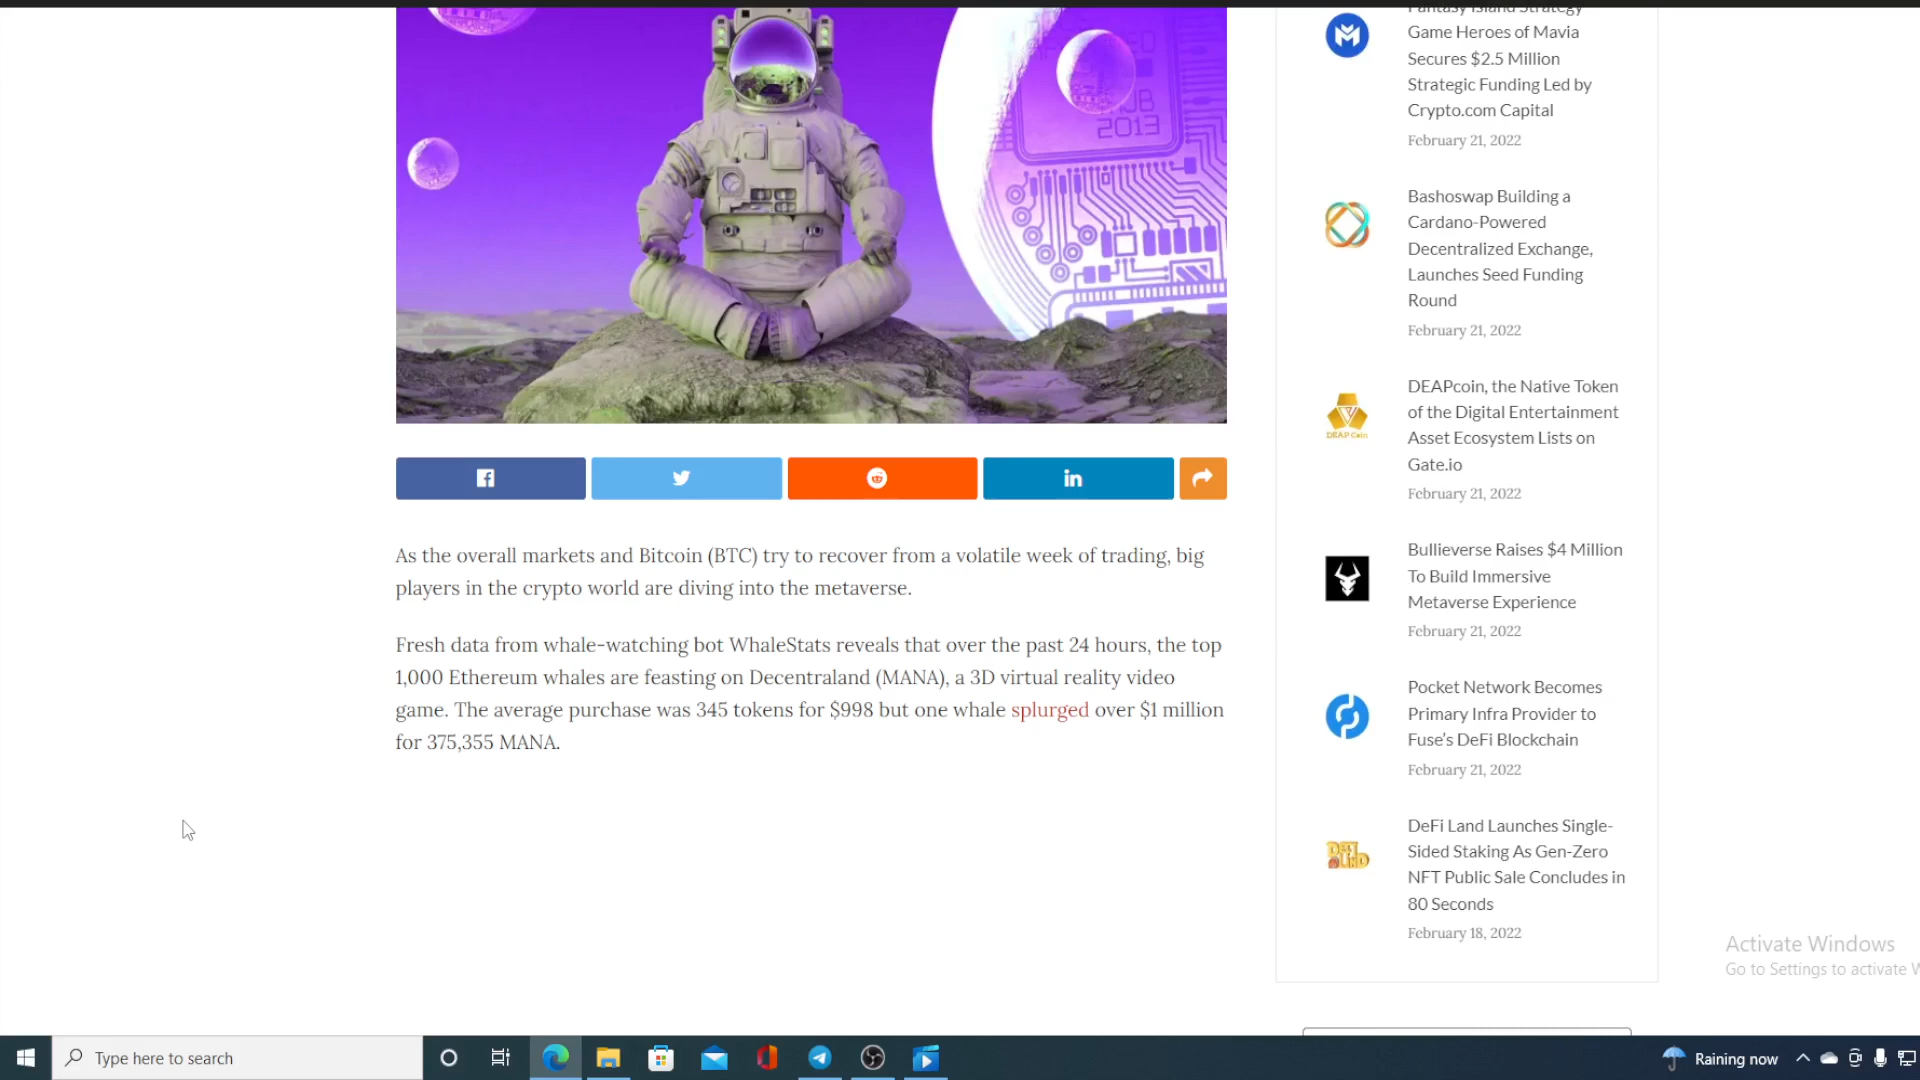 2013
As the overall markets and Bitcoin (BTC) try to recover from a volatile week of trading, big
players in the crypto world are diving into the metaverse.
Fresh data from whale-watching bot WhaleStats reveals that over the past 24 hours, the top
1,000 Ethereum whales are feasting on Decentraland (MANA), a 3D virtual reality video
game. The average purchase was 345 tokens for $998 but one whale splurged over $1 million
for 375,355 MANA.
Fantasy Island Strategy
Game Heroes of Mavia
Secures $2.5 Million
Strategic Funding Led by
Crypto.com Capital
February 21, 2022
Bashoswap Building a
Cardano-Powered
Decentralized Exchange,
Launches Seed Funding
Round
February 21, 2022
DEAP Coin
DEAPcoin, the Native Token
of the Digital Entertainment
Asset Ecosystem Lists on
Gate.io
February 21, 2022
Bullieverse Raises $4 Million
To Build Immersive
Metaverse Experience
February 21, 2022
Pocket Network Becomes
Primary Infra Provider to
Fuse’s DeFi Blockchain
February 21, 2022
DeFi Land Launches Single-
Sided Staking As Gen-Zero
NFT Public Sale Concludes in
80 Seconds
February 18, 2022
Activate Windows
Go to Settings to activate
Type here to search
Raining now